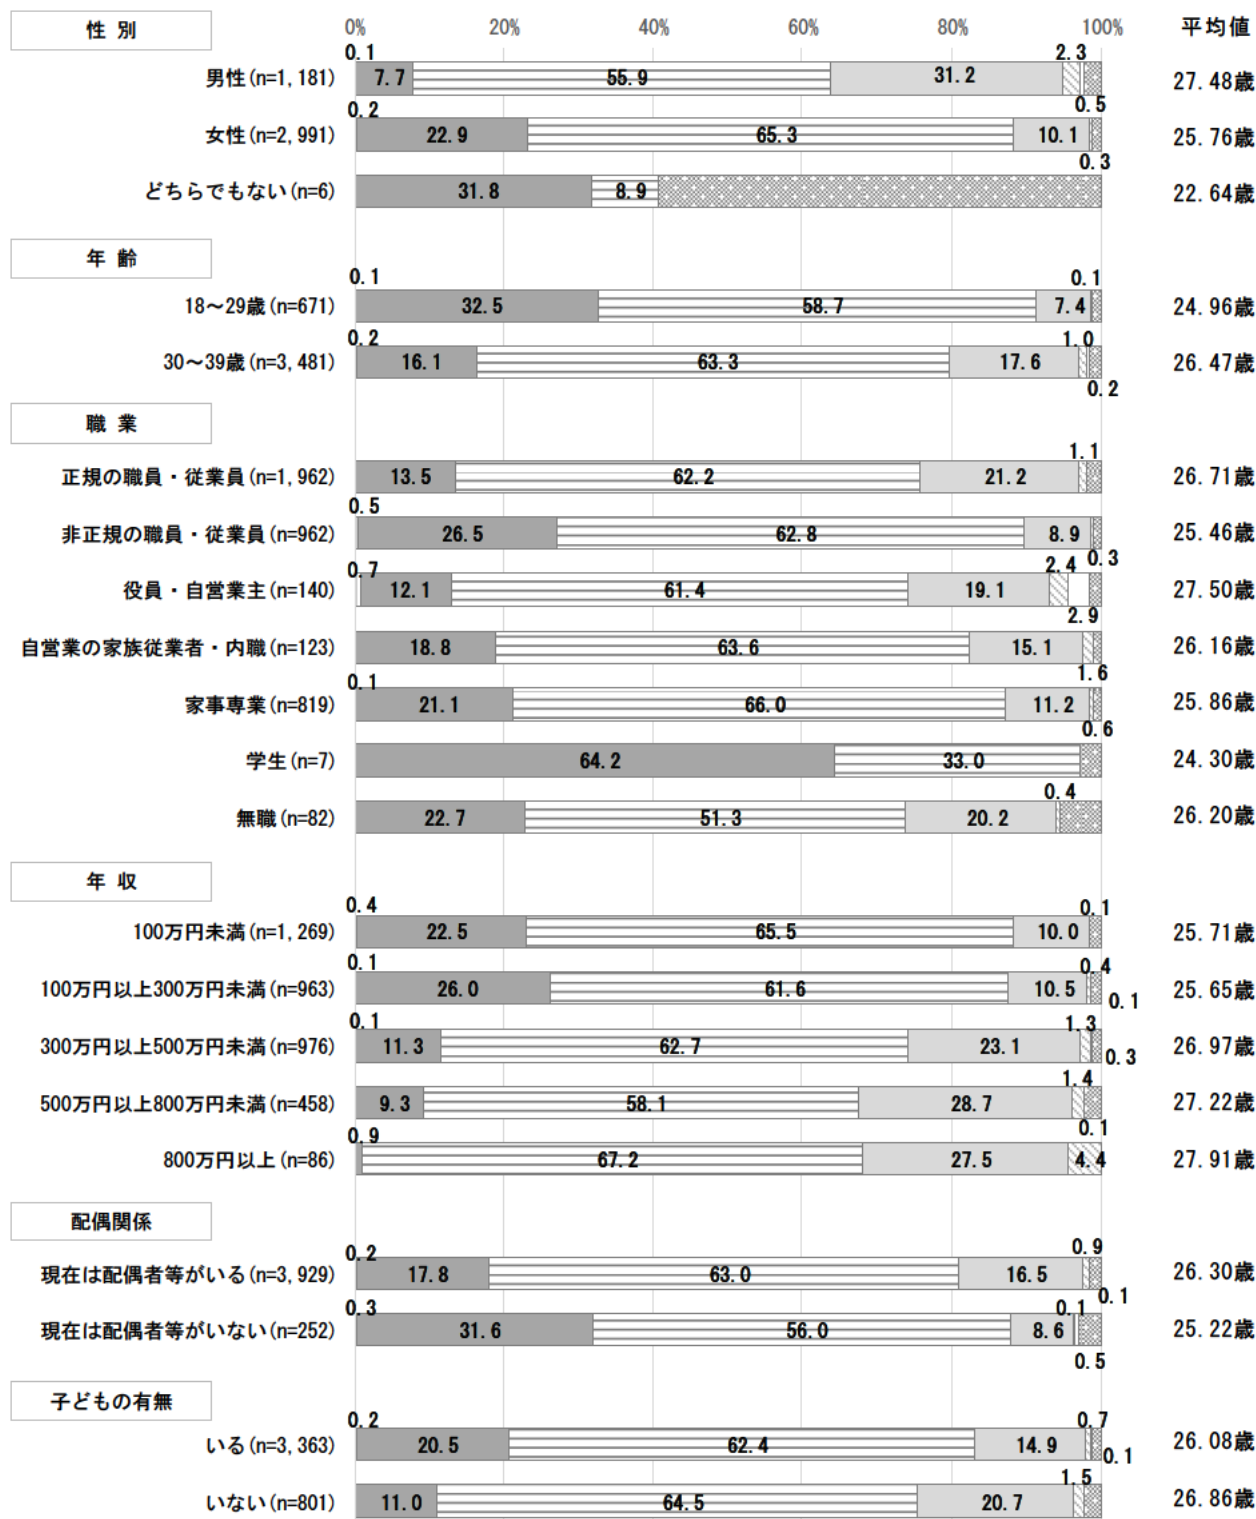 性 別
0% 20% 40% 60% 80% 100% 平均値
0.1 2.3
男性(n=1,181) 7.7 55.9 31.2 27.48歳
0.2 0.5
女性(n=2,991) 22.9 65.3 10.1 25.76歳
0.3
どちらでもない(n=6) 31.8 8.9 22.64歳
年 齢
0.1 0.1
18～29歳(n=671) 32.5 58.7 7.4 24.96歳
0.2 1.0
30～39歳(n=3,481) 16.1 63.3 17.6 26.47歳
0.2
職 業
1.1
正規の職員・従業員(n=1,962) 13.5 62.2 21.2 26.71歳
0.5
非正規の職員・従業員(n=962) 26.5 62.8 8.9 25.46歳
0.7 2.4 0.3
役員・自営業主(n=140) 12.1 61.4 19.1 27.50歳
2.9
自営業の家族従業者・内職(n=123) 18.8 63.6 15.1 26.16歳
0.1 1.6
家事専業(n=819) 21.1 66.0 11.2 25.86歳
0.6
学生(n=7) 64.2 33.0 24.30歳
0.4
無職(n=82) 22.7 51.3 20.2 26.20歳
年 収
0.4 0.1
100万円未満(n=1,269) 22.5 65.5 10.0 25.71歳
0.1 0.4
100万円以上300万円未満(n=963) 26.0 61.6 10.5 0.1 25.65歳
0.1 1.3
300万円以上500万円未満(n=976) 11.3 62.7 23.1 0.3 26.97歳
1.4
500万円以上800万円未満(n=458) 9.3 58.1 28.7 27.22歳
0.9 0.1
800万円以上(n=86) 67.2 27.5 4.4 27.91歳
配偶関係
0.2 0.9
現在は配偶者等がいる(n=3,929) 17.8 63.0 16.5 26.30歳
0.3 0.1 0.1
現在は配偶者等がいない(n=252) 31.6 56.0 8.6 25.22歳
0.5
子どもの有無
0.2 0.7
いる(n=3,363) 20.5 62.4 14.9 0.1 26.08歳
1.5
いない(n=801) 11.0 64.5 20.7 26.86歳